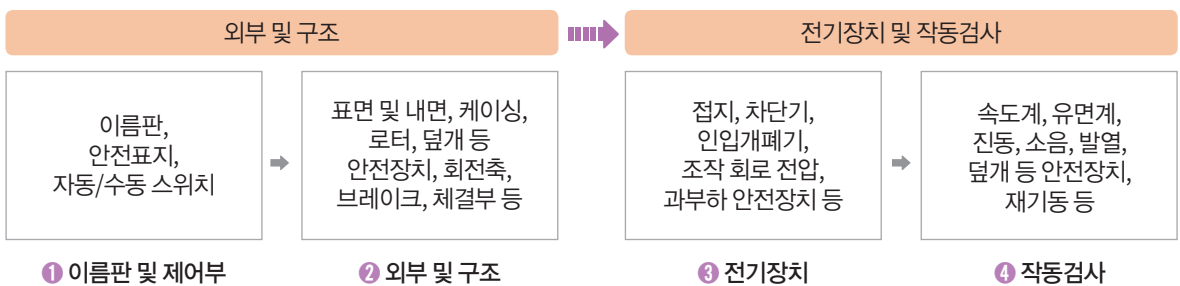 외부 및 구조
전기장치 및 작동검사
이름판,
안전표지,
자동/수동 스위치
표면 및 내면, 케이싱,
로터, 덮개 등
안전장치, 회전축,
브레이크, 체결부 등
접지, 차단기,
인입개폐기,
조작 회로 전압,
과부하 안전장치 등
속도계, 유면계,
진동, 소음, 발열,
덮개 등 안전장치,
재기동 등
❶ 이름판 및 제어부
❷ 외부 및 구조
❸ 전기장치
❹ 작동검사